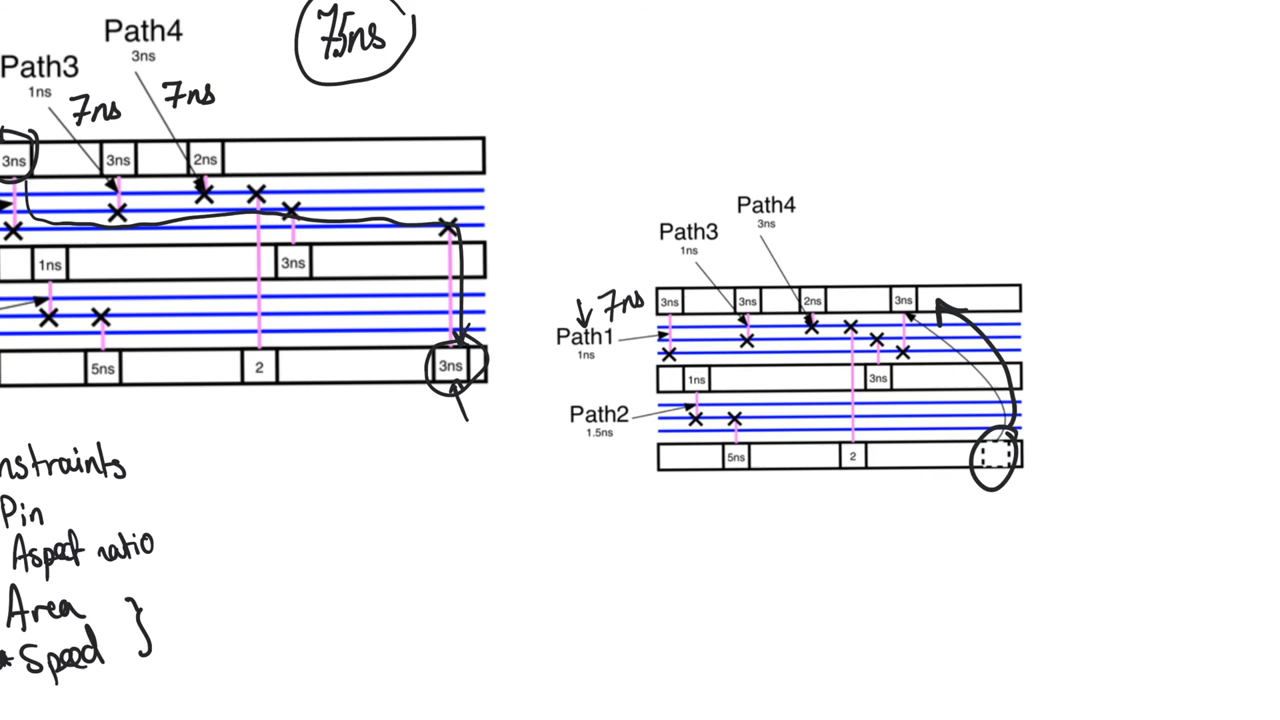 75ns
Path4
3ns
Path3
1ns
7ns
7ns
3ns
3ns
2ns
1ns
3ns
5ns
2
3ns
nstraints
Pin
Aspect ratio
Area
* Speed
Path4
3ns
Path3
1ns
7ns
3ns
3ns
2ns
3ns
Path1
1ns
1ns
3ns
Path2
1.5ns
5ns
2